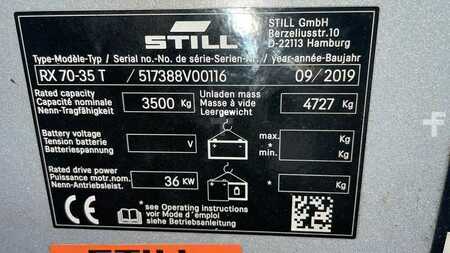 STILL
STILL GmbH
Berzeliusstr.10
D-22113 Hamburg
Type-Modèle-Typ / Serial no.-No. de série-Serien-Nr. / year-année-Baujahr
RX 70-35 T / 517388V00116 09/2019
Rated capacity
Capacité nominale
Nenn-Tragfähigkeit
3500 Kg
Unladen mass
Masse à vide
Leergewicht
4727 Kg
Battery voltage
Tension batterie
Batteriespannung
V
max. Kg
*
min. Kg
Rated drive power
Puissance motr.nom.
Nenn-Antriebsleist.
36 KW
* Kg
CE
*see Operating instructions
voir Mode d'emploi
siehe Betriebsanleitung
STILL